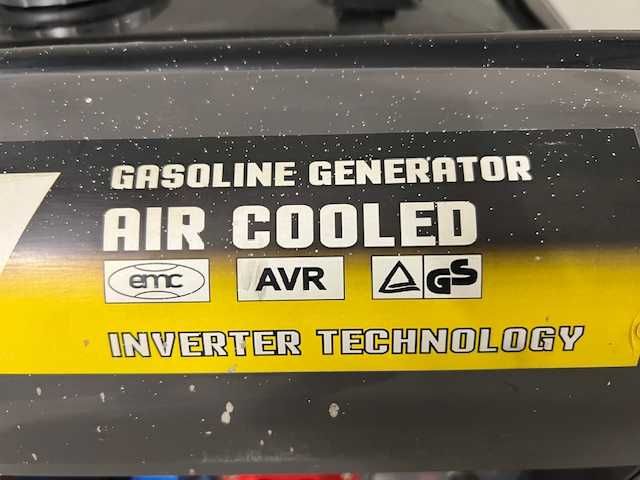 GASOLINE GENERATOR
AIR COOLED
emc AVR GS
INVERTER TECHNOLOGY